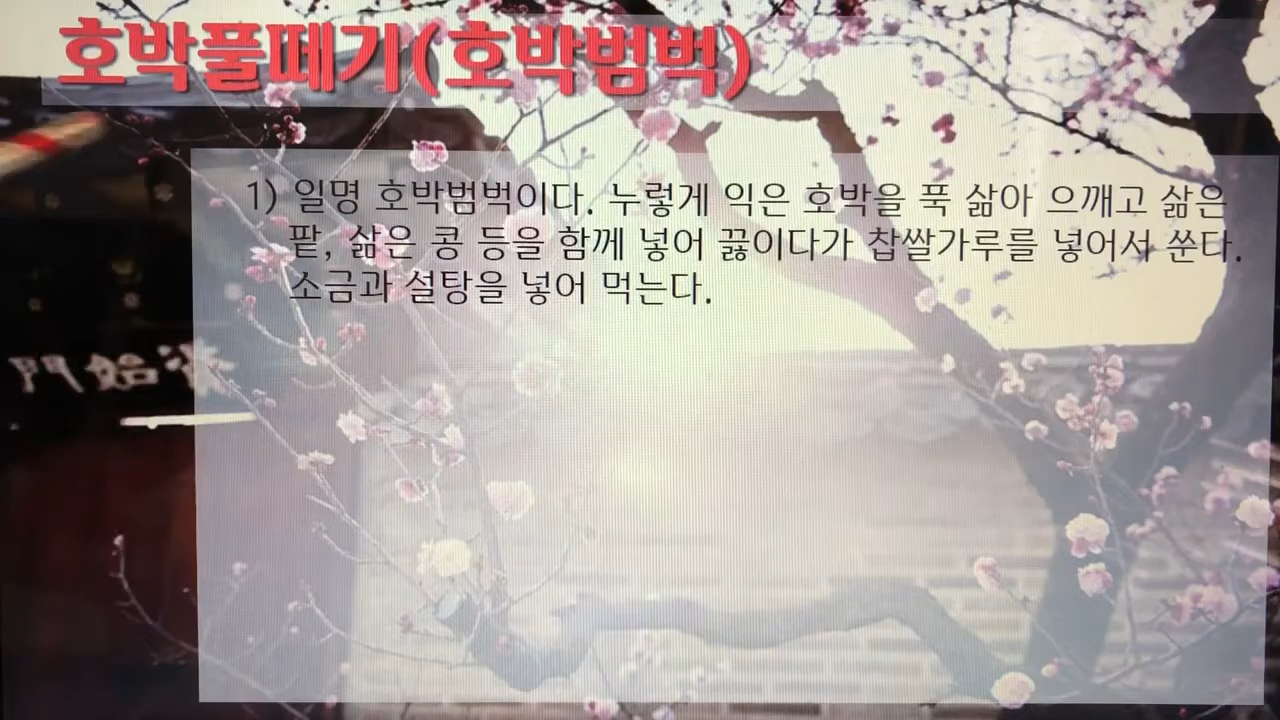 호박풀떼기(호박범벅)
1) 일명 호박범벅이다. 누렇게 익은 호박을 푹 삶아 으깨고 삶은
팥, 삶은 콩 등을 함께 넣어 끓이다가 찹쌀가루를 넣어서 쑨다.
소금과 설탕을 넣어 먹는다.